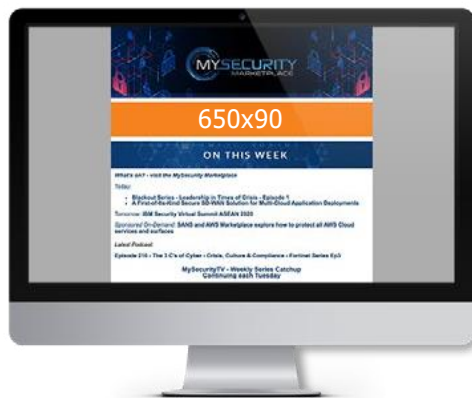 MYSECURITY
MARKETPLACE
650x90
ON THIS WEEK
What's on? - visit the MySecurity Marketplace
Today:
Blackout Series - Leadership in Times of Crisis - Episode 1
A First-of-its-Kind Secure SD-WAN Solution for Multi-Cloud Application Deployments
Tomorrow: IBM Security Virtual Summit ASEAN 2020
Sponsored On-Demand: SANS and AWS Marketplace explore how to protect all AWS Cloud
services and surfaces
Latest Podcast:
Episode 216 - The 3 C's of Cyber - Crisis, Culture & Compliance - Fortinet Series Ep3
MySecurityTV - Weekly Series Catchup
Continuing each Tuesday